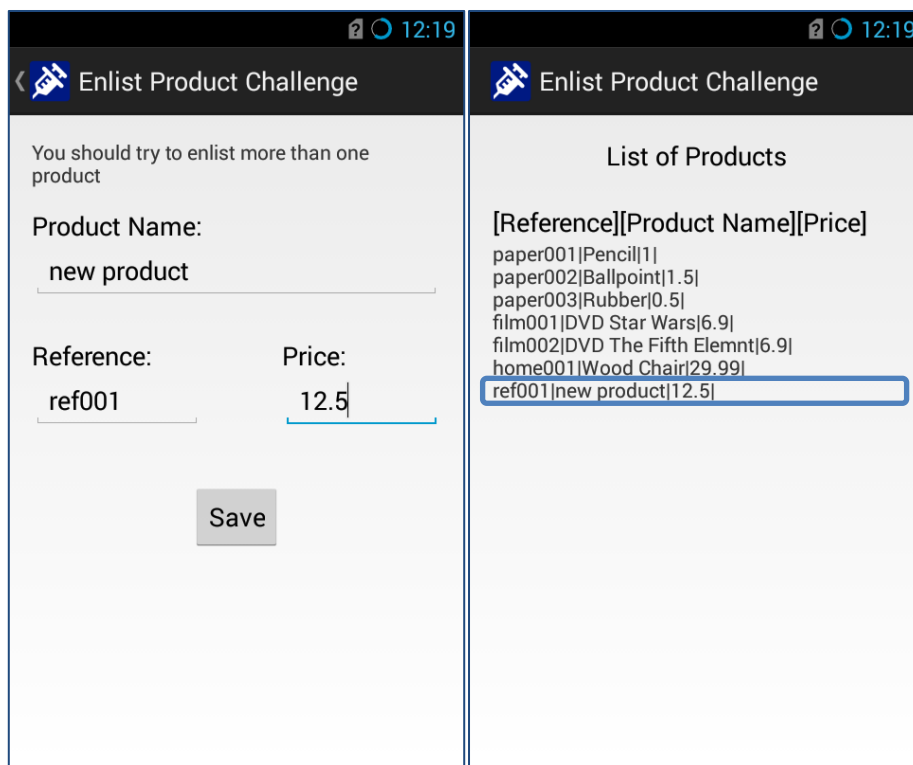 12:19
Enlist Product Challenge
You should try to enlist more than one
product
Product Name:
new product
Reference: Price:
ref001 12.5
Save
12:19
Enlist Product Challenge
List of Products
[Reference][Product Name][Price]
paper001|Pencil|1|
paper002|Ballpoint|1.5|
paper003|Rubber|0.5|
film001|DVD Star Wars|6.9|
film002|DVD The Fifth Elemnt|6.9|
home001|Wood Chair|29.99|
ref001|new product|12.5|